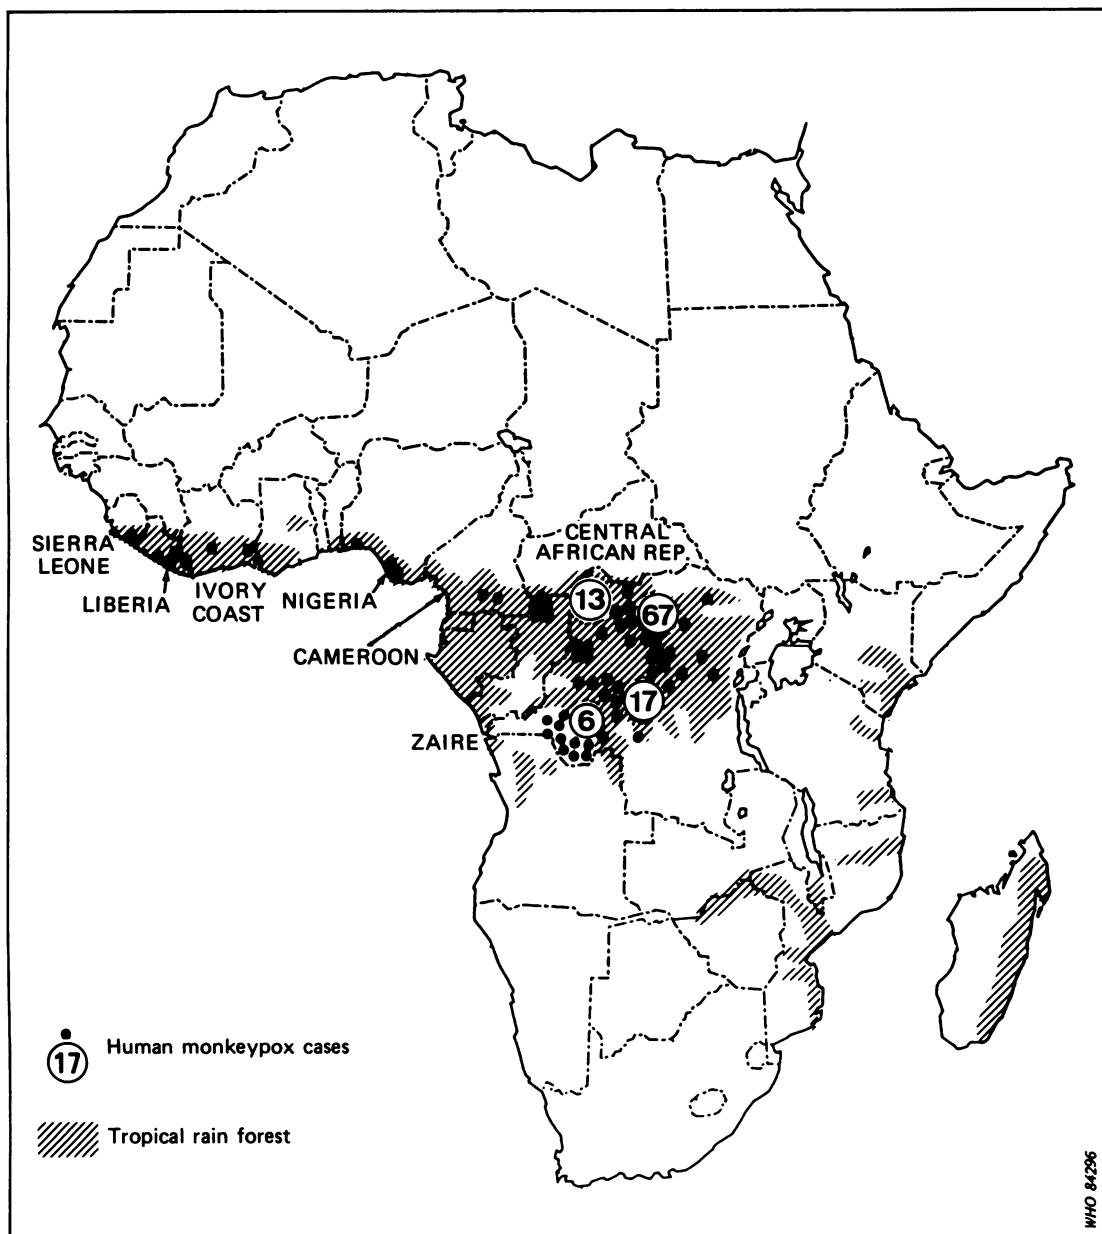 CENTRAL
AFRICAN REP.
SIERRA
LEONE
LIBERIA
IVORY
COAST
NIGERIA
CAMEROON
ZAIRE
13
67
17
6
17
Human monkeypox cases
Tropical rain forest
WHO 84296